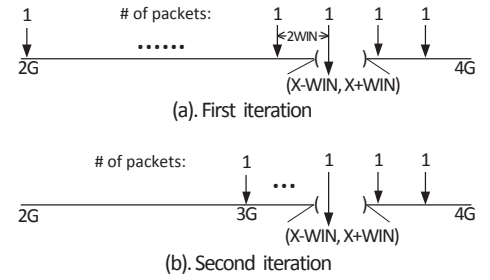 # of packets:
1 1 1 1 1
......
2WIN
( )
2G 4G
(X-WIN, X+WIN)
(a). First iteration
# of packets:
1 1 1 1
...
( )
2G 3G 4G
(X-WIN, X+WIN)
(b). Second iteration